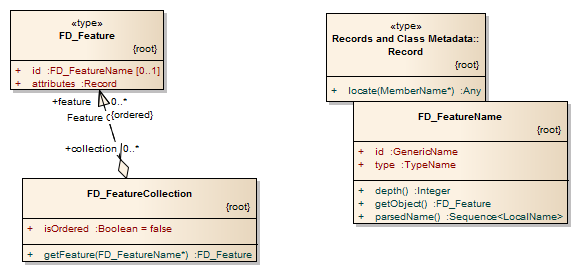 «type»
FD_Feature
{root}
+ id :FD_FeatureName [0..1]
+ attributes :Record
+feature 0..*
Feature
{ordered}
+collection 0..*
FD_FeatureCollection
{root}
+ isOrdered :Boolean = false
+ getFeature(FD_FeatureName*) :FD_Feature
«type»
Records and Class Metadata::
Record
{root}
+ locate(MemberName*) :Any
FD_FeatureName
{root}
+ id :GenericName
+ type :TypeName
+ depth() :Integer
+ getObject() :FD_Feature
+ parsedName() :Sequence<LocalName>